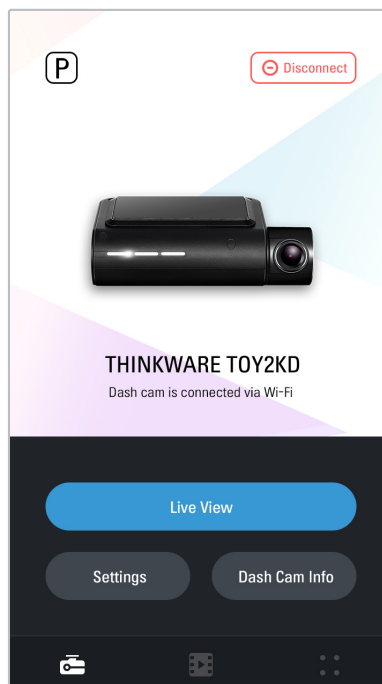 P
Disconnect
THINKWARE TOY2KD
Dash cam is connected via Wi-Fi
Live View
Settings
Dash Cam Info